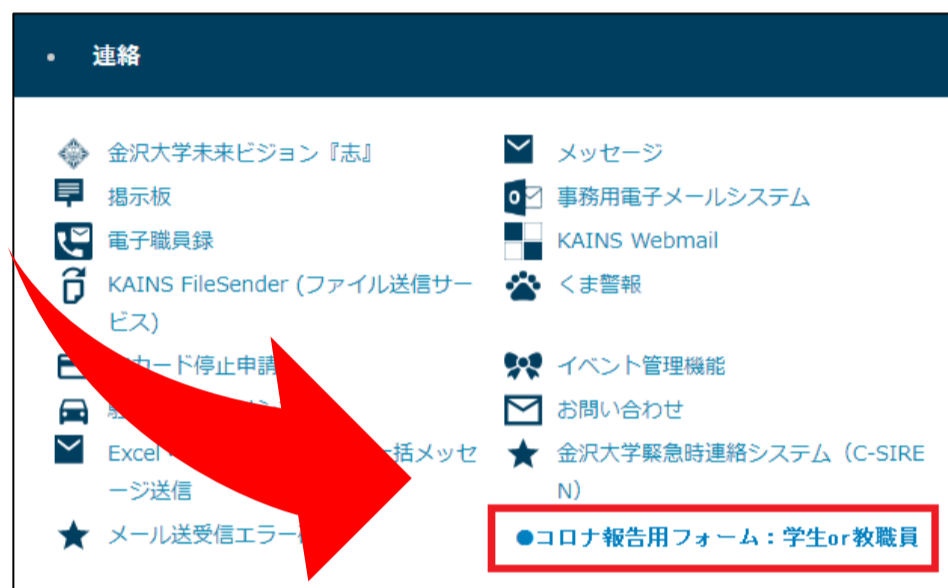 連絡
金沢大学未来ビジョン『志』
メッセージ
掲示板
事務用電子メールシステム
電子職員録
KAINS Webmail
KAINS FileSender (ファイル送信サー
ビス)
くま警報
カード停止申請
イベント管理機能
お問い合わせ
Excel
括メッセ
ージ送信
金沢大学緊急時連絡システム（C-SIRE
N）
メール送受信エラー
●コロナ報告用フォーム：学生or教職員